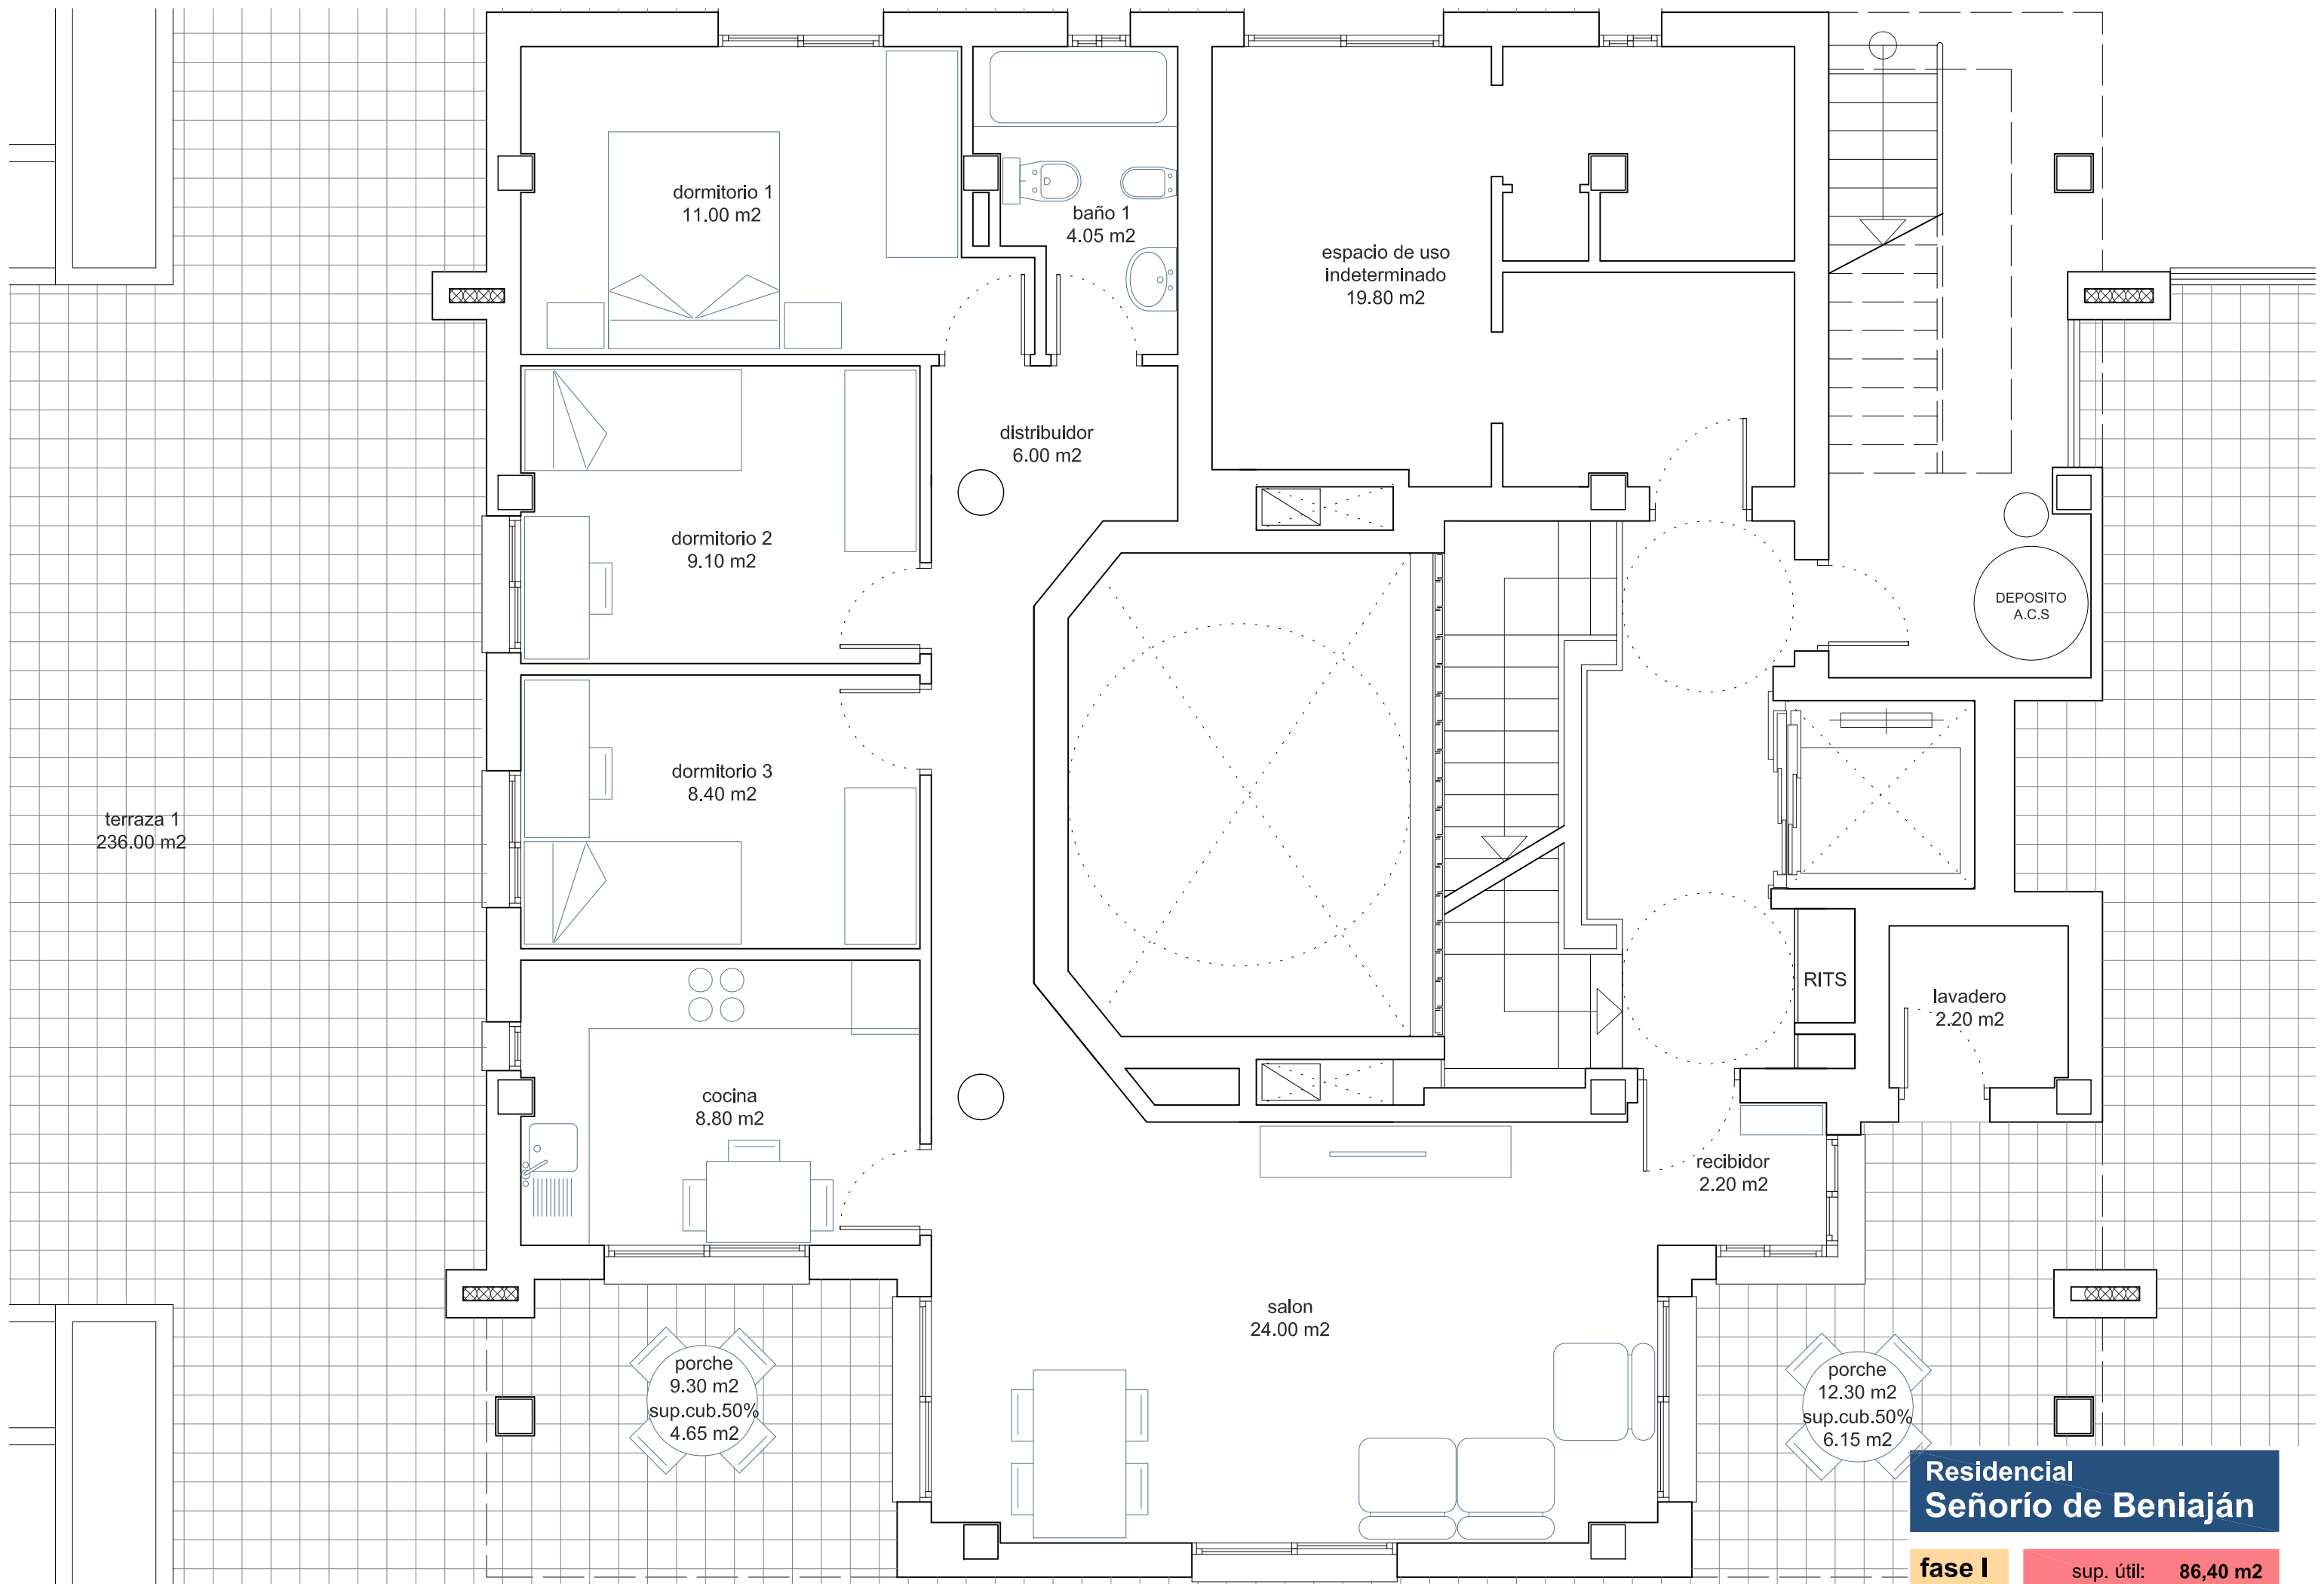 dormitorio 1
11.00 m2
baño 1
4.05 m2
espacio de uso
indeterminado
19.80 m2
distribuidor
6.00 m2
dormitorio 2
9.10 m2
DEPOSITO
A.C.S
dormitorio 3
8.40 m2
terraza 1
236.00 m2
RITS
lavadero
2.20 m2
cocina
8.80 m2
recibidor
2.20 m2
salon
24.00 m2
porche
9.30 m2
sup.cub.50%
4.65 m2
porche
12.30 m2
sup.cub.50%
6.15 m2
Residencial
Señorío de Beniaján
fase I
sup. útil: 86,40 m2